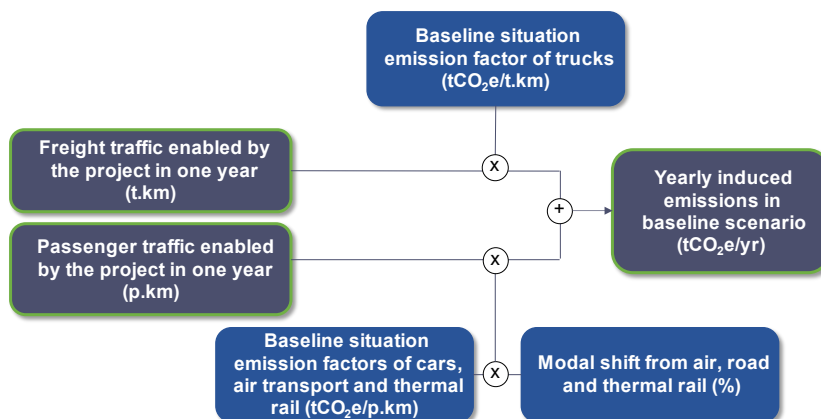 Baseline situation
emission factor of trucks
(tCO₂e/t.km)
Freight traffic enabled by
the project in one year
(t.km)
x
Yearly induced
emissions in
baseline scenario
(tCO₂e/yr)
+
Passenger traffic enabled
by the project in one year
(p.km)
x
Baseline situation
emission factors of cars,
air transport and thermal
rail (tCO₂e/p.km)
x
Modal shift from air, road
and thermal rail (%)